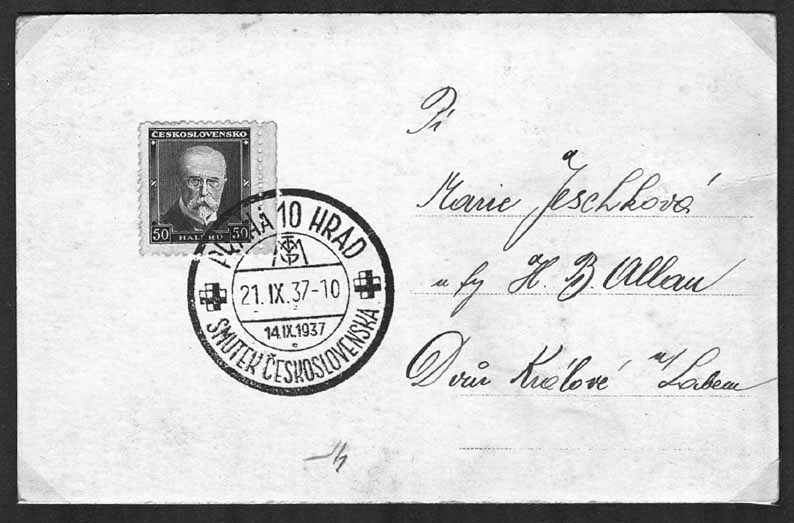 ČESKOSLOVENSKO
50 HALÉŘŮ 50
PRAHA 10 HRAD
21.IX.37-10
14.IX.1937
SMUTEK ČESKOSLOVENSKA
Pí
Marie Jeschková
u fy H. B. Allan
Dvůr Králové n/Labem